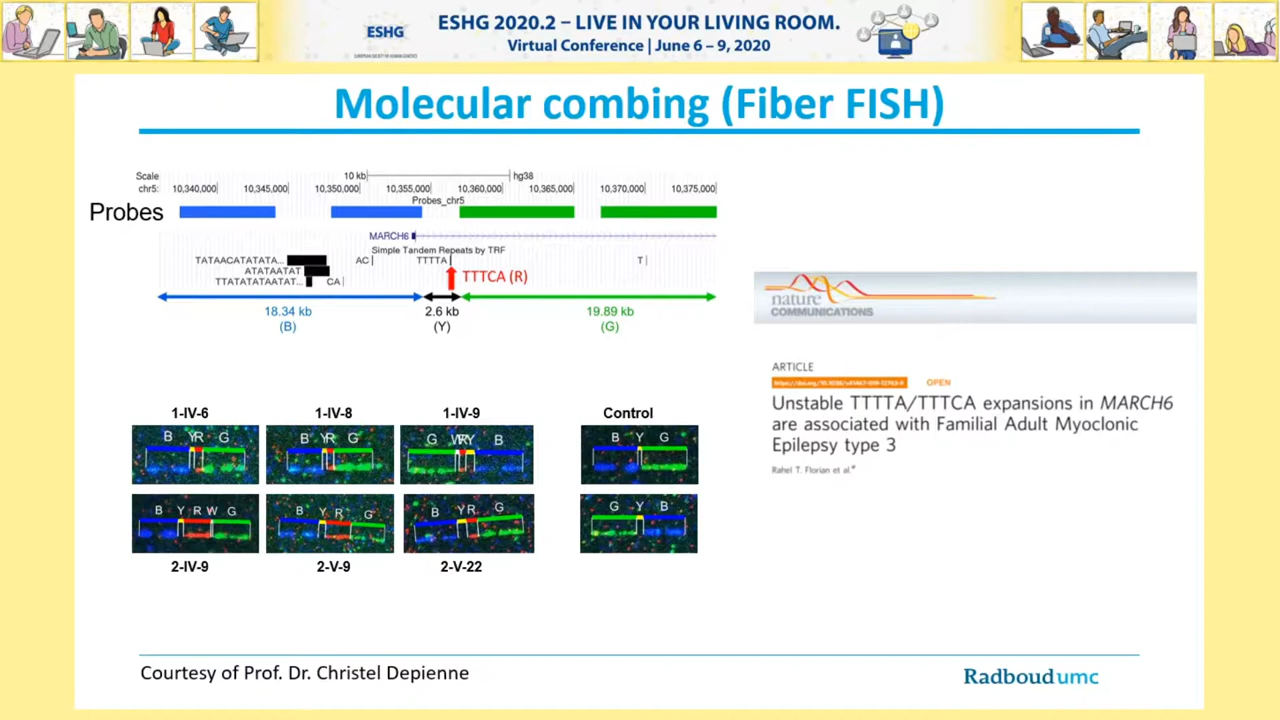 ESHG
ESHG 2020.2 – LIVE IN YOUR LIVING ROOM.
Virtual Conference | June 6 – 9, 2020
Molecular combing (Fiber FISH)
Scale 10 kb hg38
chr5: 10,340,000 10,345,000 10,350,000 10,355,000 10,360,000 10,365,000 10,370,000 10,375,000
Probes_chr5
Probes
MARCH6
Simple Tandem Repeats by TRF
TATAACATATATA... AC TTTTA T
ATATAATAT
TTATATATAATAT... CA
TTTCA (R)
18.34 kb 2.6 kb 19.89 kb
(B) (Y) (G)
1-IV-6 1-IV-8 1-IV-9 Control
B Y R G B Y R G G W R Y B B Y G
B Y R W G B Y R G B Y R G G Y B
2-IV-9 2-V-9 2-V-22
nature
COMMUNICATIONS
ARTICLE
OPEN
Unstable TTTTA/TTTCA expansions in MARCH6
are associated with Familial Adult Myoclonic
Epilepsy type 3
Rahel T. Florian et al.*
Courtesy of Prof. Dr. Christel Depienne
Radboudumc